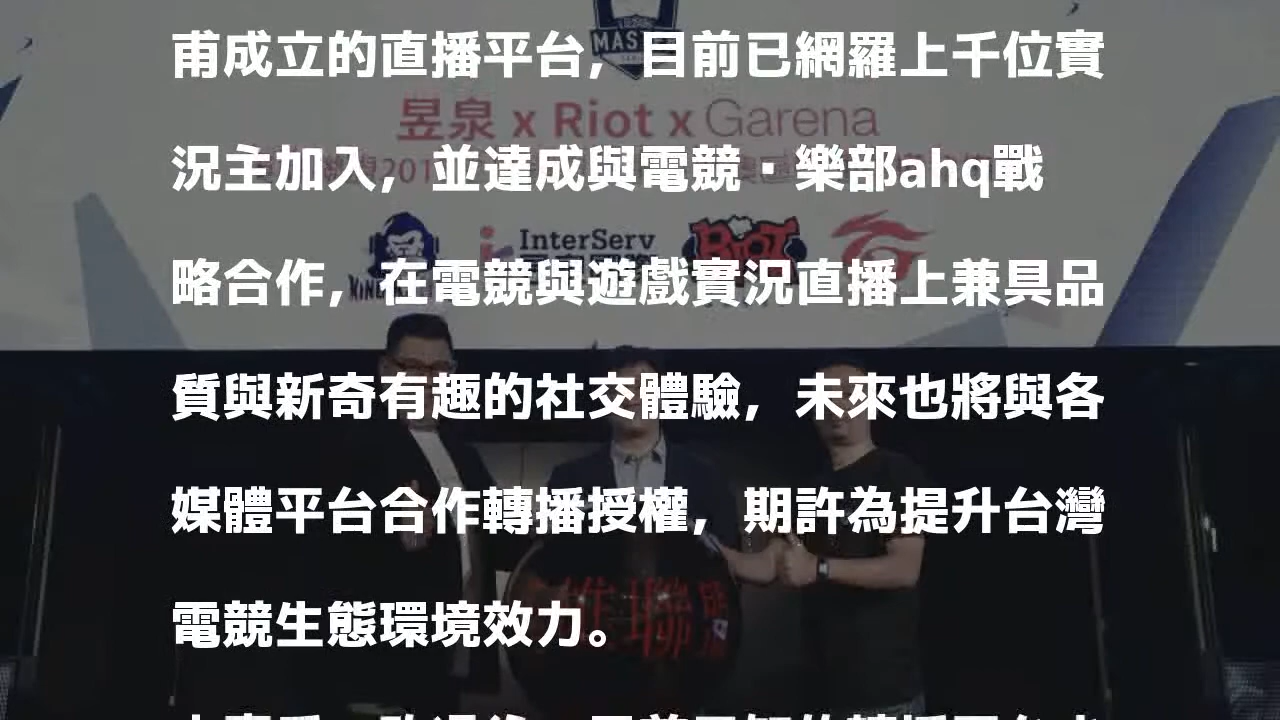 甫成立的直播平台，目前已網羅上千位實
況主加入，並達成與電競▪樂部ahq戰
略合作，在電競與遊戲實況直播上兼具品
質與新奇有趣的社交體驗，未來也將與各
媒體平台合作轉播授權，期許為提升台灣
電競生態環境效力。
昱泉 x Riot x Garena
InterServ
RIOT